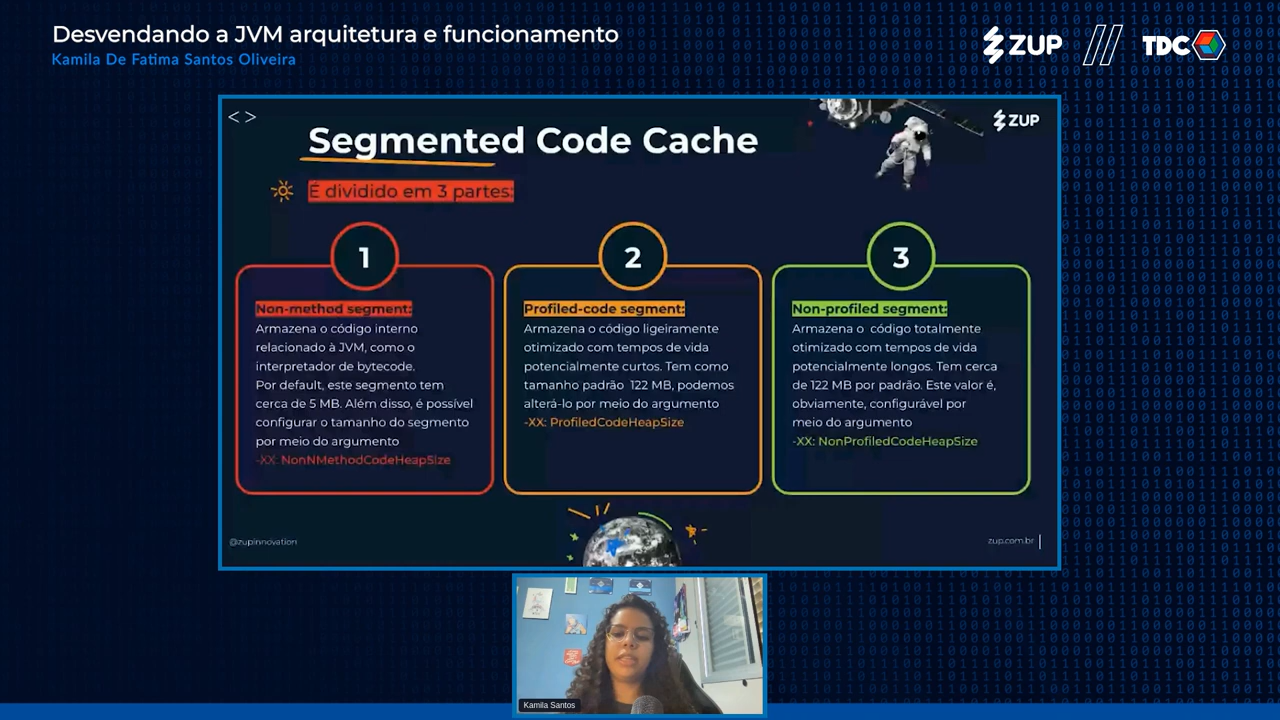 Desvendando a JVM arquitetura e funcionamento
Kamila De Fatima Santos Oliveira
ZUP
TDC
< >
Segmented Code Cache
ZUP
É dividido em 3 partes:
1
Non-method segment:
Armazena o código interno
relacionado à JVM, como o
interpretador de bytecode.
Por default, este segmento tem
cerca de 5 MB. Além disso, é possível
configurar o tamanho do segmento
por meio do argumento
-XX: NonNMethodCodeHeapSize
2
Profiled-code segment:
Armazena o código ligeiramente
otimizado com tempos de vida
potencialmente curtos. Tem como
tamanho padrão 122 MB, podemos
alterá-lo por meio do argumento
-XX: ProfiledCodeHeapSize
3
Non-profiled segment:
Armazena o código totalmente
otimizado com tempos de vida
potencialmente longos. Tem cerca
de 122 MB por padrão. Este valor é,
obviamente, configurável por
meio do argumento
-XX: NonProfiledCodeHeapSize
@zupinnovation
zup.com.br
Kamila Santos